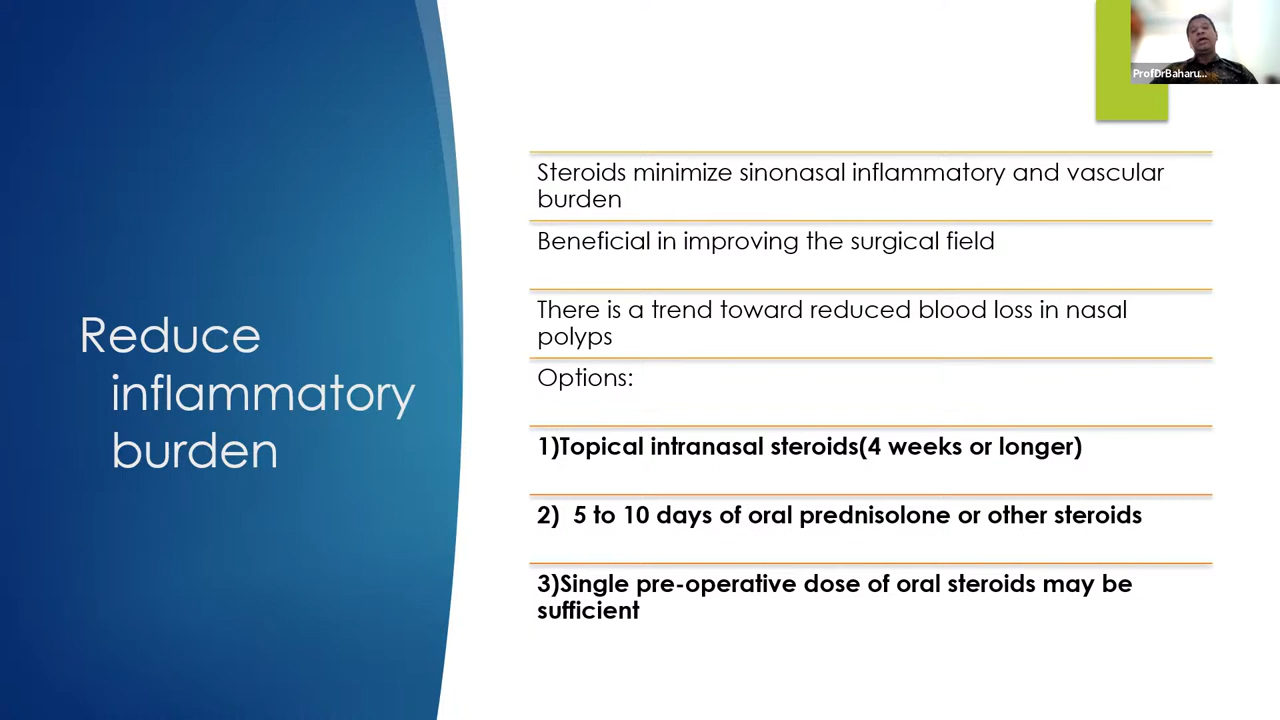 ProfDrBaharu...
Reduce
inflammatory
burden
Steroids minimize sinonasal inflammatory and vascular
burden
Beneficial in improving the surgical field
There is a trend toward reduced blood loss in nasal
polyps
Options:
1)Topical intranasal steroids(4 weeks or longer)
2)  5 to 10 days of oral prednisolone or other steroids
3)Single pre-operative dose of oral steroids may be
sufficient